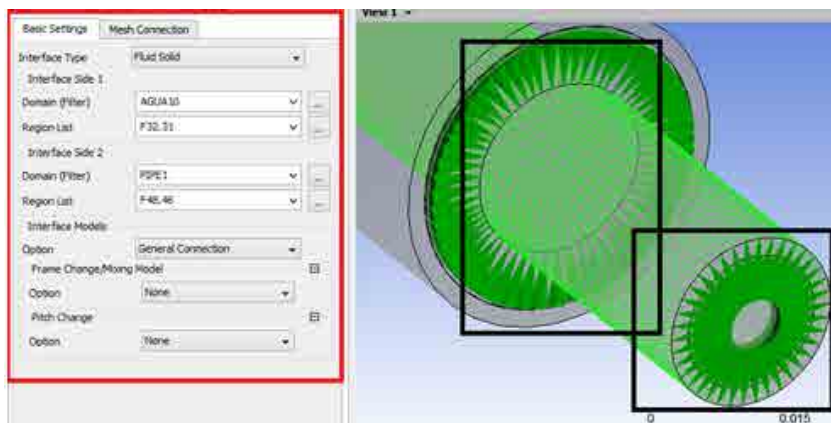 Basic Settings Mesh Connection
Interface Type Fluid Solid
Interface Side 1
Domain (Filter) AGUA10
Region List F32.31
Interface Side 2
Domain (Filter) PIPE1
Region List F48.46
Interface Models
Option General Connection
Frame Change/Mixing Model
Option None
Pitch Change
Option None
View 1
0 0.015